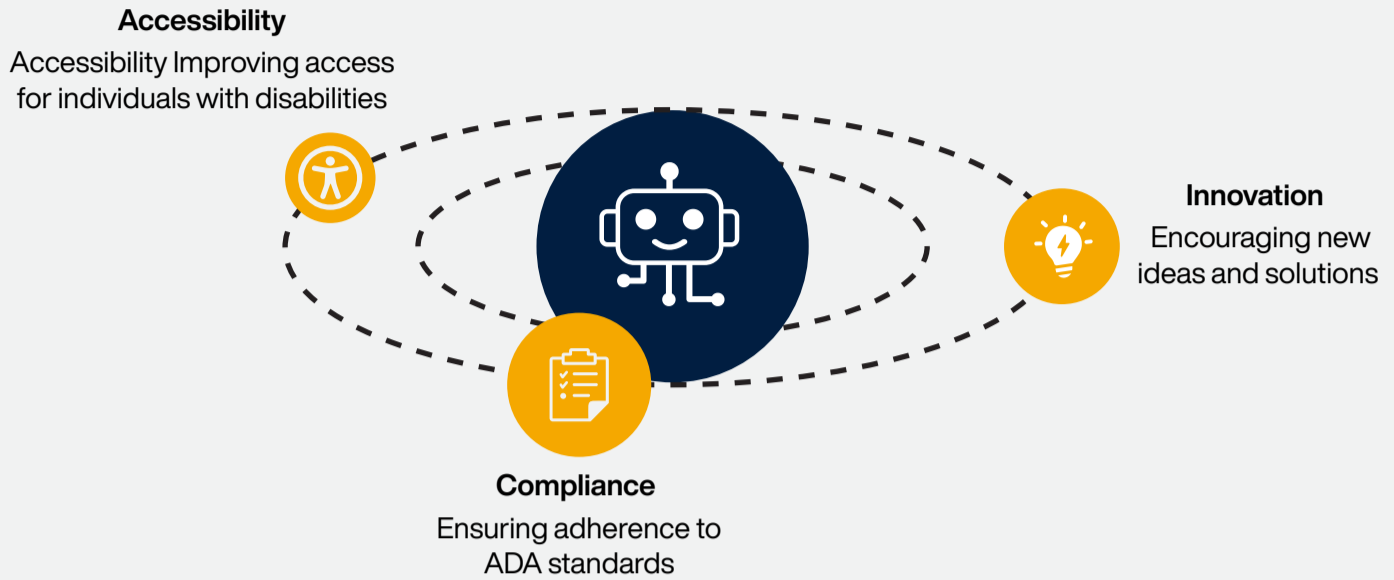 Accessibility
Accessibility Improving access
for individuals with disabilities
Innovation
Encouraging new
ideas and solutions
Compliance
Ensuring adherence to
ADA standards